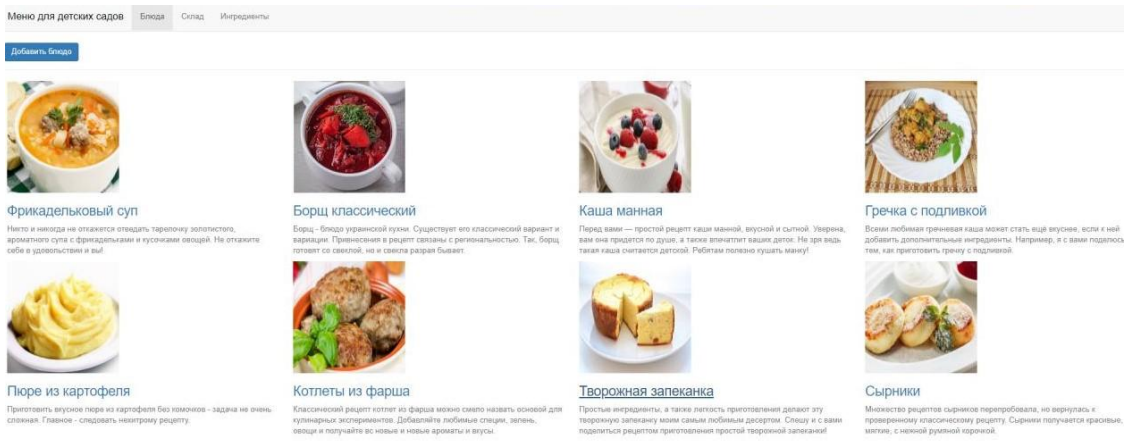 Меню для детских садов Блюда Склад Ингредиенты
Добавить блюдо
Фрикадельковый суп
Никто и никогда не откажется отведать тарелочку золотистого,
ароматного супа с фрикадельками и кусочками овощей. Не откажите
себе в удовольствии и вы!
Борщ классический
Борщ - блюдо украинской кухни. Существует его классический вариант и
вариации. Привнесения в рецепт связаны с региональностью. Так, борщ
готовят со свеклой, но и свекла разрая бывает.
Каша манная
Перед вами — простой рецепт каши манной, вкусной и сытной. Уверена,
вам она придется по душе, а также впечатлит ваших деток. Не зря ведь
такая каша считается детской. Ребятам полезно кушать манку!
Гречка с подливкой
Всеми любимая гречневая каша может стать ещё вкуснее, если к ней
добавить дополнительные ингредиенты. Например, я с вами поделюсь
тем, как приготовить гречку с подливкой.
Пюре из картофеля
Приготовить вкусное пюре из картофеля без комочков - задача не очень
сложная. Главное - следовать нехитрому рецепту.
Котлеты из фарша
Классический рецепт котлет из фарша можно смело назвать основой для
кулинарных экспериментов. Добавляйте любимые специи, зелень,
овощи и получайте вс новые и новые ароматы и вкусы.
Творожная запеканка
Простые ингредиенты, а также легкость приготовления делают эту
творожную запеканку моим самым любимым десертом. Спешу и с вами
поделиться рецептом приготовления простой творожной запеканки!
Сырники
Множество рецептов сырников перепробовала, но вернулась к
проверенному классическому рецепту. Сырники получается красивые,
мягкие, с нежной румяной корочкой.